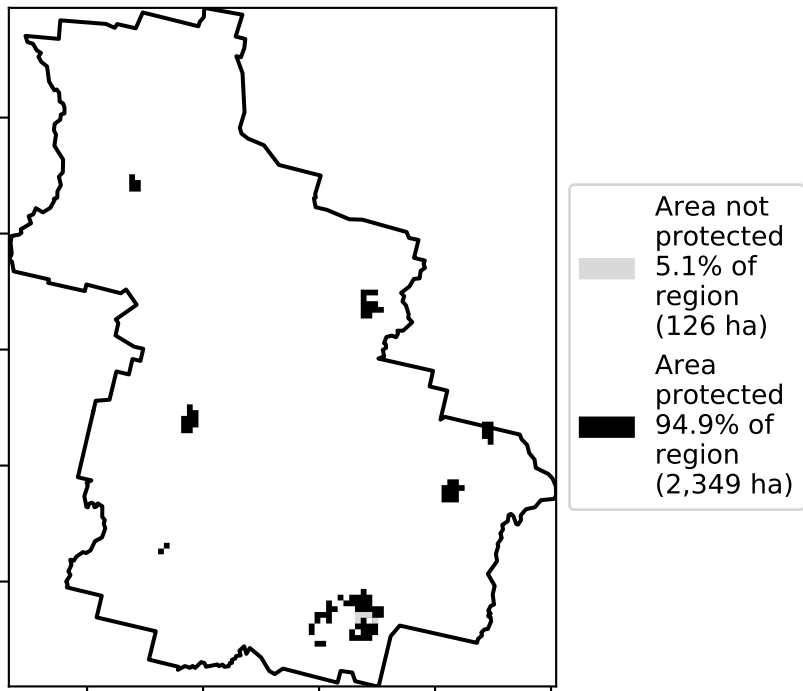 Area not
protected
5.1% of
region
(126 ha)
Area
protected
94.9% of
region
(2,349 ha)